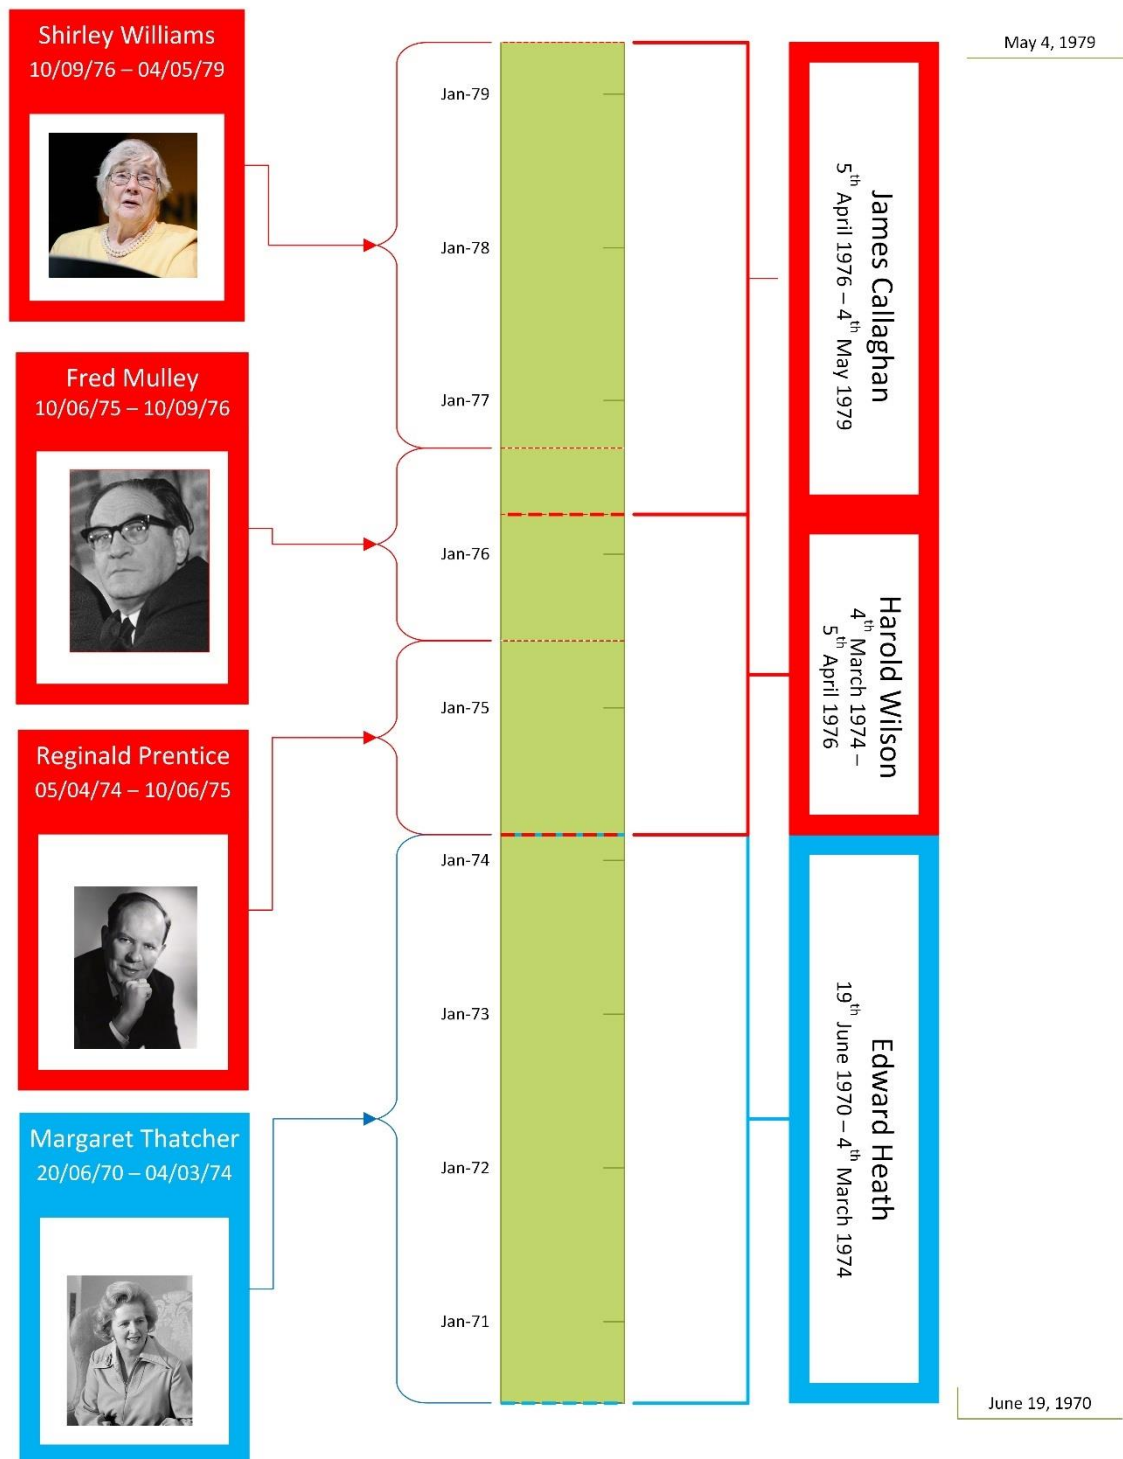 Shirley Williams
10/09/76 – 04/05/79
Fred Mulley
10/06/75 – 10/09/76
Reginald Prentice
05/04/74 – 10/06/75
Margaret Thatcher
20/06/70 – 04/03/74
Jan-79
Jan-78
Jan-77
Jan-76
Jan-75
Jan-74
Jan-73
Jan-72
Jan-71
James Callaghan
5th April 1976 – 4th May 1979
Harold Wilson
4th March 1974 –
5th April 1976
Edward Heath
19th June 1970 – 4th March 1974
May 4, 1979
June 19, 1970